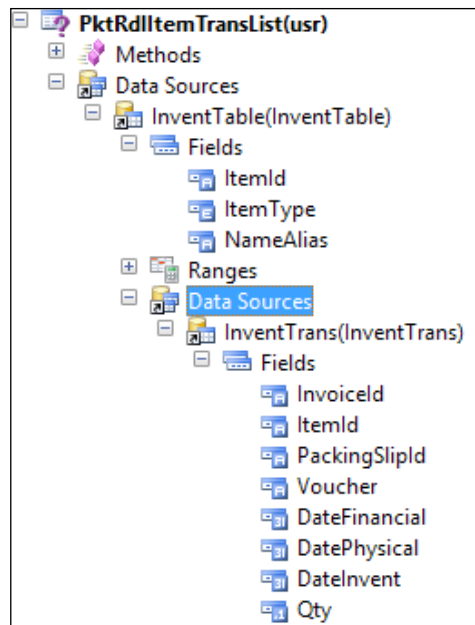 PktRdlItemTransList(usr)
Methods
Data Sources
InventTable(InventTable)
Fields
ItemId
ItemType
NameAlias
Ranges
Data Sources
InventTrans(InventTrans)
Fields
InvoiceId
ItemId
PackingSlipId
Voucher
DateFinancial
DatePhysical
DateInvent
Qty